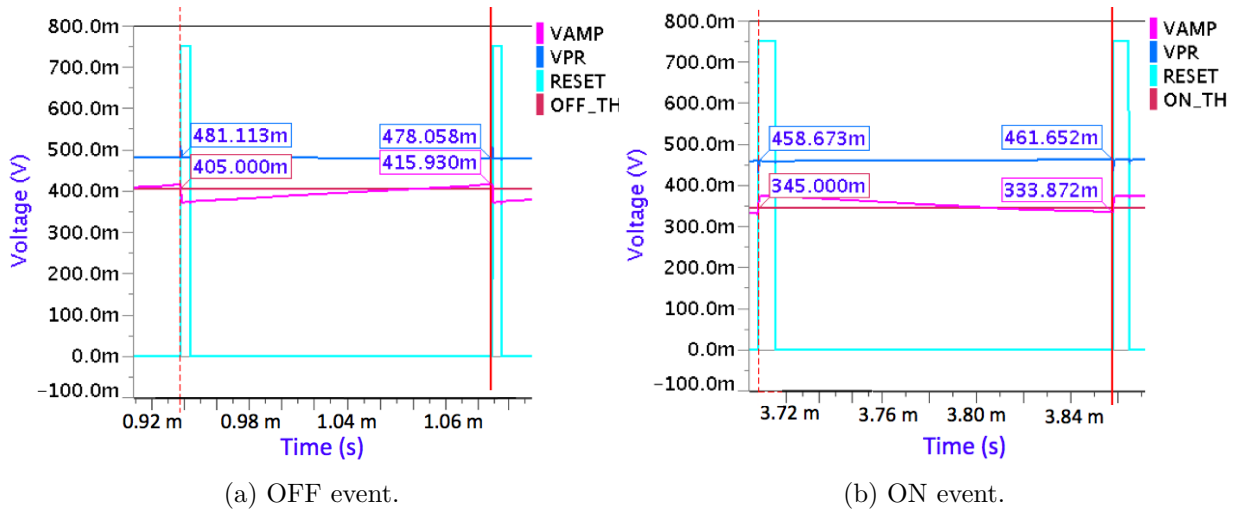 800.0m
700.0m
600.0m
500.0m
400.0m
300.0m
200.0m
100.0m
0.0m
−100.0m
Voltage (V)
VAMP
VPR
RESET
OFF_TH
481.113m
478.058m
405.000m
415.930m
0.92 m
0.98 m
1.04 m
1.06 m
Time (s)
(a) OFF event.
800.0m
700.0m
600.0m
500.0m
400.0m
300.0m
200.0m
100.0m
0.0m
−100.0m
Voltage (V)
VAMP
VPR
RESET
ON_TH
458.673m
461.652m
345.000m
333.872m
3.72 m
3.76 m
3.80 m
3.84 m
Time (s)
(b) ON event.